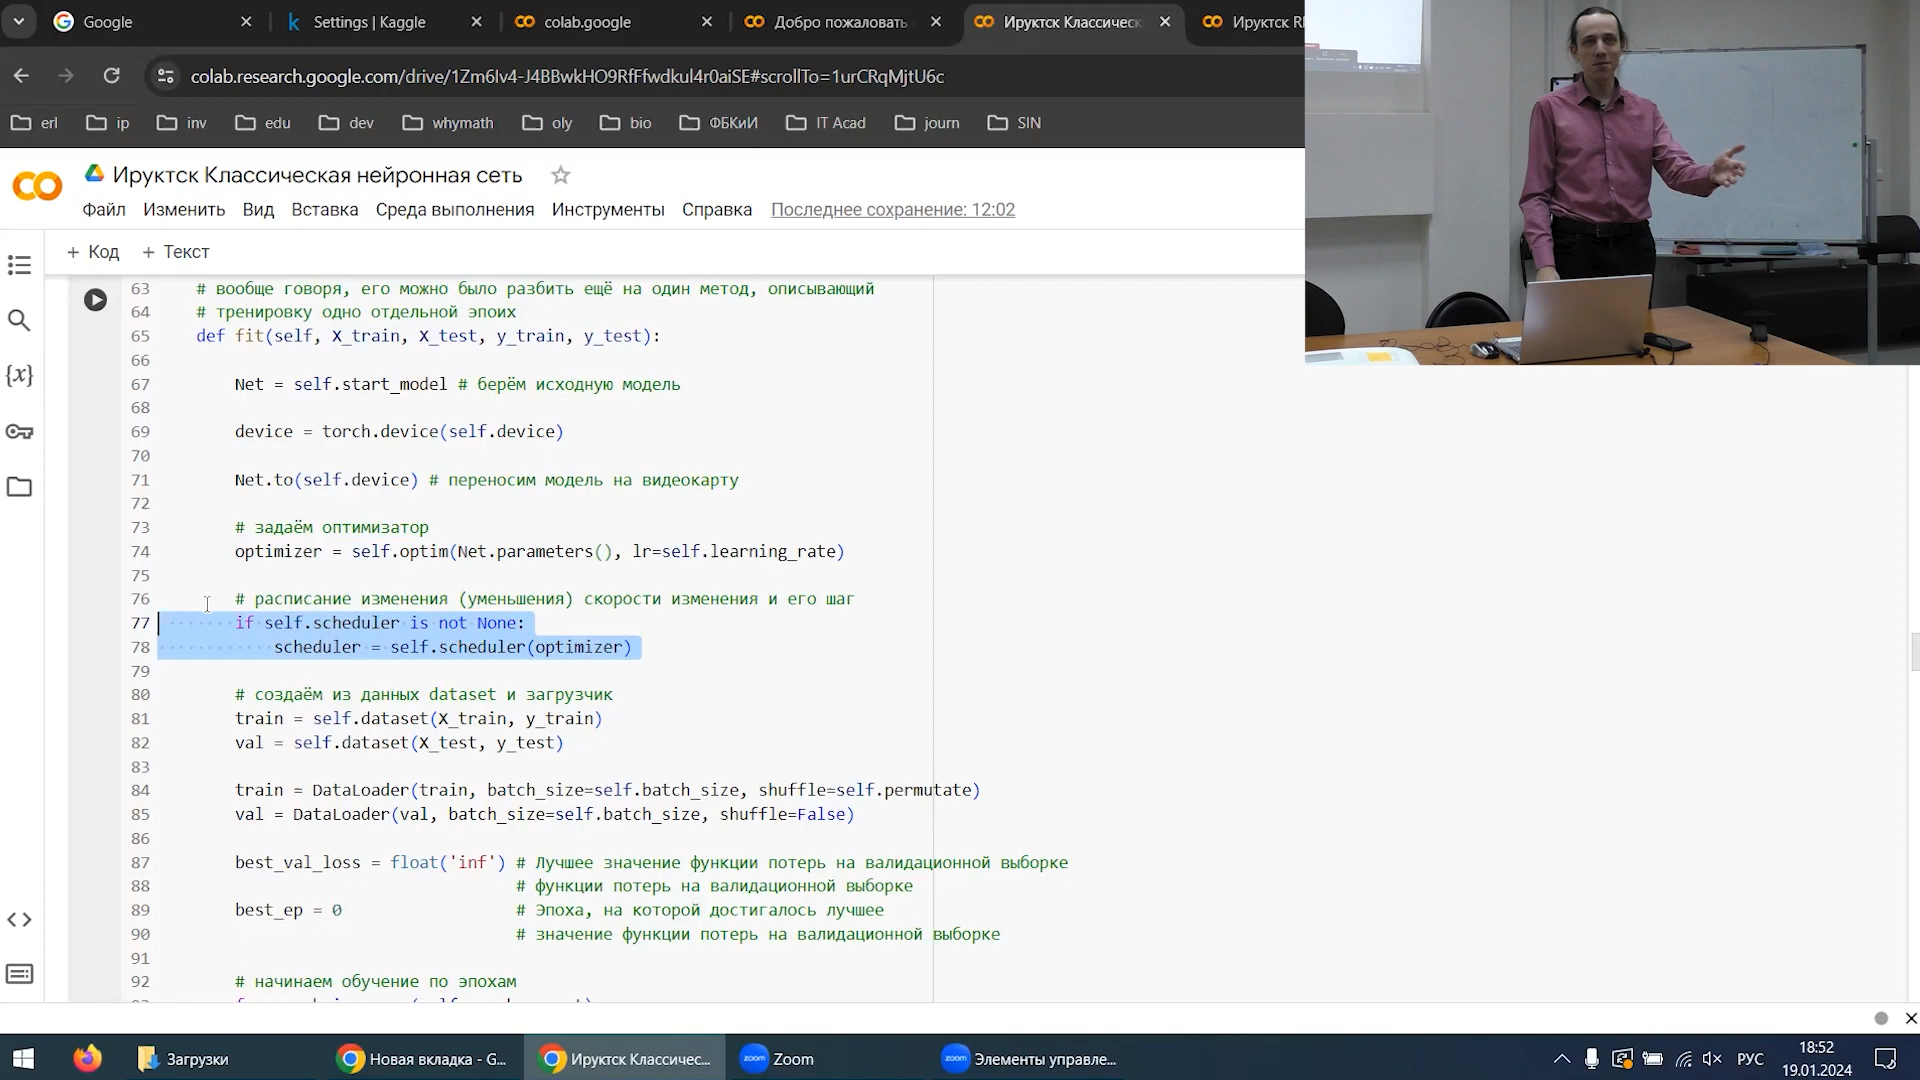 Google
Settings | Kaggle
colab.google
Добро пожаловать
Ируктск Классическ
Ируктск R
colab.research.google.com/drive/1Zm6lv4-J4BBwkHO9RfFfwdkul4r0aiSE#scrollTo=1urCRqMjtU6c
erl ip inv edu dev whymath oly bio ФБКиИ IT Acad journ SIN
Ируктск Классическая нейронная сеть
Файл Изменить Вид Вставка Среда выполнения Инструменты Справка Последнее сохранение: 12:02
+ Код + Текст
63 # вообще говоря, его можно было разбить ещё на один метод, описывающий
64 # тренировку одно отдельной эпоих
65 def fit(self, X_train, X_test, y_train, y_test):
66
67 Net = self.start_model # берём исходную модель
68
69 device = torch.device(self.device)
70
71 Net.to(self.device) # переносим модель на видеокарту
72
73 # задаём оптимизатор
74 optimizer = self.optim(Net.parameters(), lr=self.learning_rate)
75
76 # расписание изменения (уменьшения) скорости изменения и его шаг
77 if self.scheduler is not None:
78 scheduler = self.scheduler(optimizer)
79
80 # создаём из данных dataset и загрузчик
81 train = self.dataset(X_train, y_train)
82 val = self.dataset(X_test, y_test)
83
84 train = DataLoader(train, batch_size=self.batch_size, shuffle=self.permutate)
85 val = DataLoader(val, batch_size=self.batch_size, shuffle=False)
86
87 best_val_loss = float('inf') # Лучшее значение функции потерь на валидационной выборке
88 # функции потерь на валидационной выборке
89 best_ep = 0 # Эпоха, на которой достигалось лучшее
90 # значение функции потерь на валидационной выборке
91
92 # начинаем обучение по эпохам
Загрузки
Новая вкладка - G...
Ируктск Классичес...
zoom Zoom
zoom Элементы управле...
РУС
18:52
19.01.2024